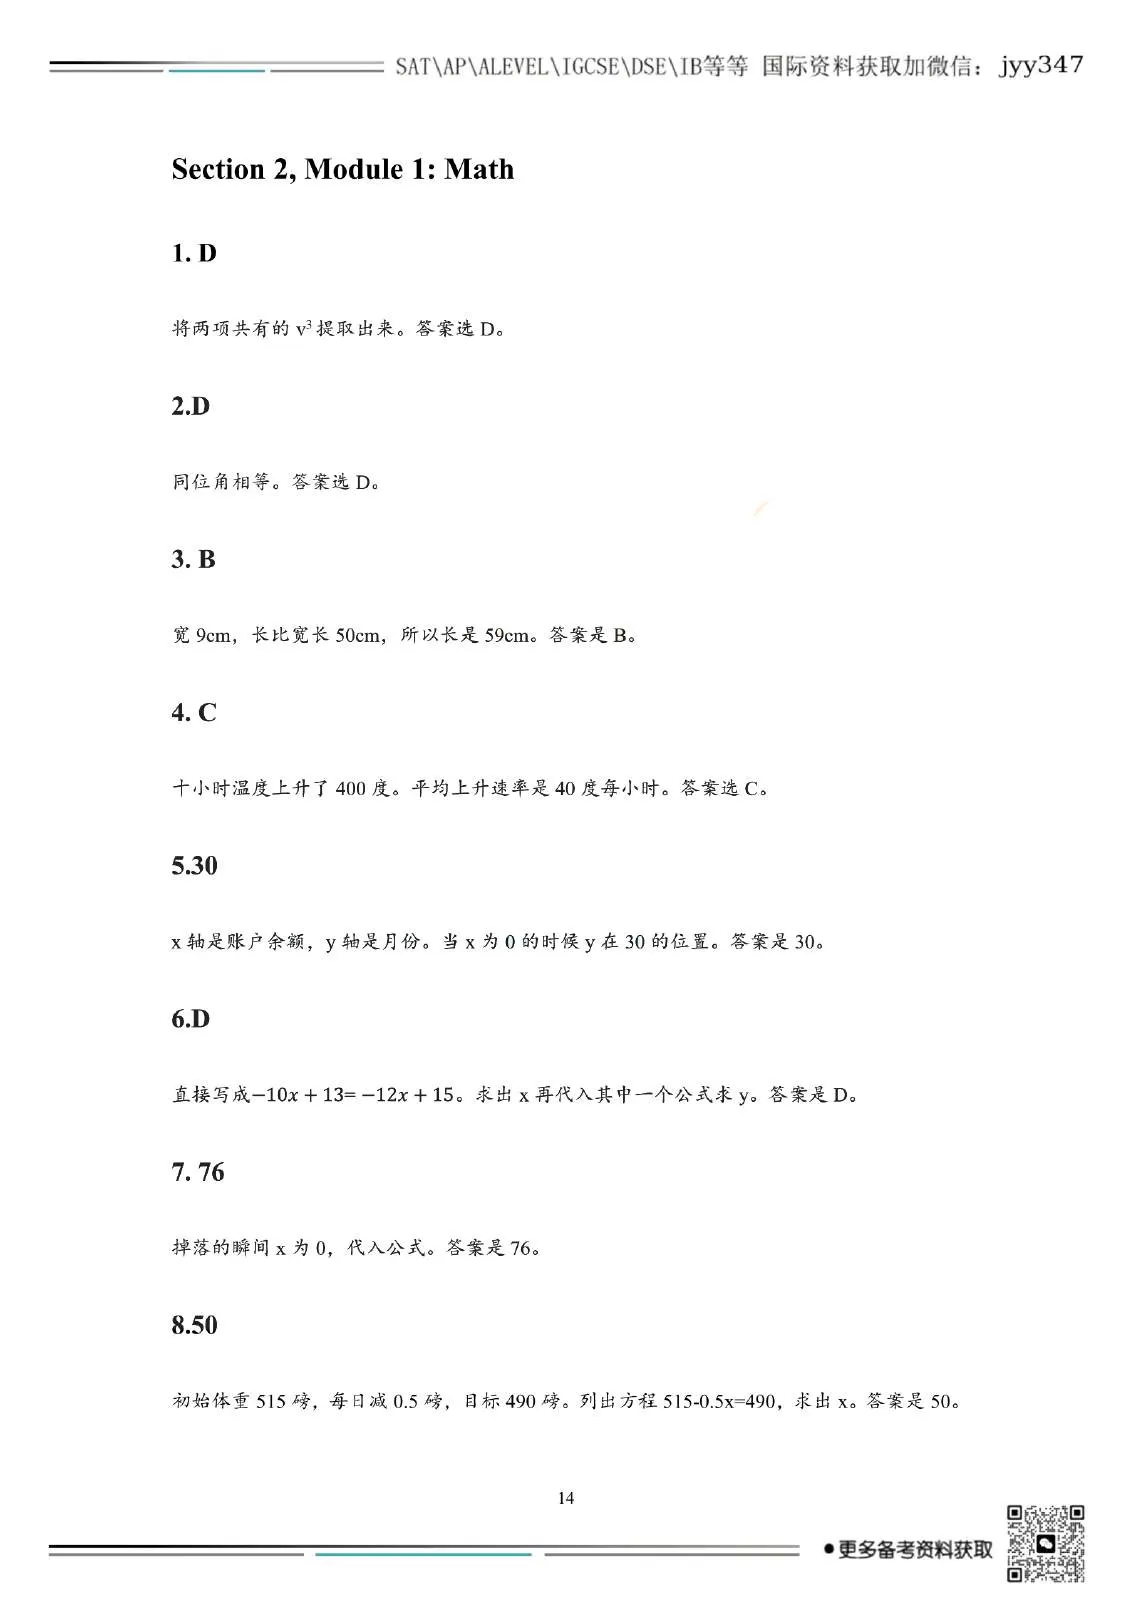 SAT\AP\ALEVEL\IGCSE\DSE\IB等等 国际资料获取加微信: jyy347
Section 2, Module 1: Math
1. D
将两项共有的 v³提取出来。答案选 D。
2.D
同位角相等。答案选 D。
3. B
宽 9cm，长比宽长 50cm，所以长是 59cm。答案是 B。
4. C
十小时温度上升了 400 度。平均上升速率是 40 度每小时。答案选 C。
5.30
x 轴是账户余额，y 轴是月份。当 x 为 0 的时候 y 在 30 的位置。答案是 30。
6.D
直接写成−10x + 13= −12x + 15。求出 x 再代入其中一个公式求 y。答案是 D。
7. 76
掉落的瞬间 x 为 0，代入公式。答案是 76。
8.50
初始体重 515 磅，每日减 0.5 磅，目标 490 磅。列出方程 515-0.5x=490，求出 x。答案是 50。
14
●更多备考资料获取